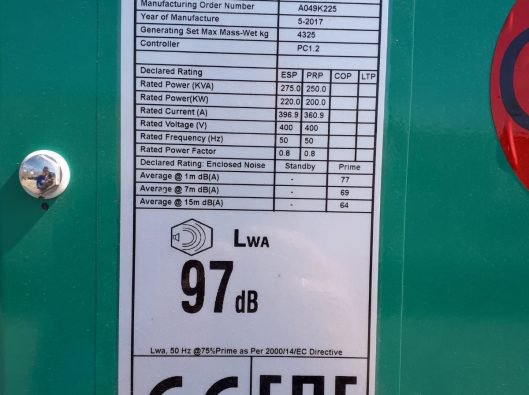 Manufacturing Order Number A049K225
Year of Manufacture 5-2017
Generating Set Max Mass-Wet kg 4325
Controller PC1.2
Declared Rating ESP PRP COP LTP
Rated Power (KVA) 275.0 250.0
Rated Power(KW) 220.0 200.0
Rated Current (A) 396.9 360.9
Rated Voltage (V) 400 400
Rated Frequency (Hz) 50 50
Rated Power Factor 0.8 0.8
Declared Rating: Enclosed Noise Standby Prime
Average @ 1m dB(A) - 77
Average @ 7m dB(A) - 69
Average @ 15m dB(A) - 64
LWA
97 dB
Lwa, 50 Hz @75%Prime as Per 2000/14/EC Directive